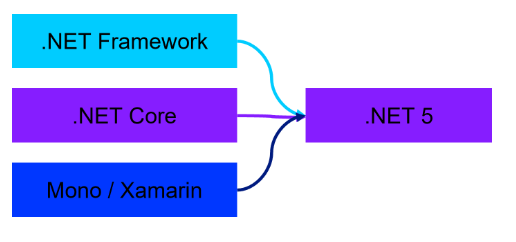 .NET Framework
.NET Core
.NET 5
Mono / Xamarin